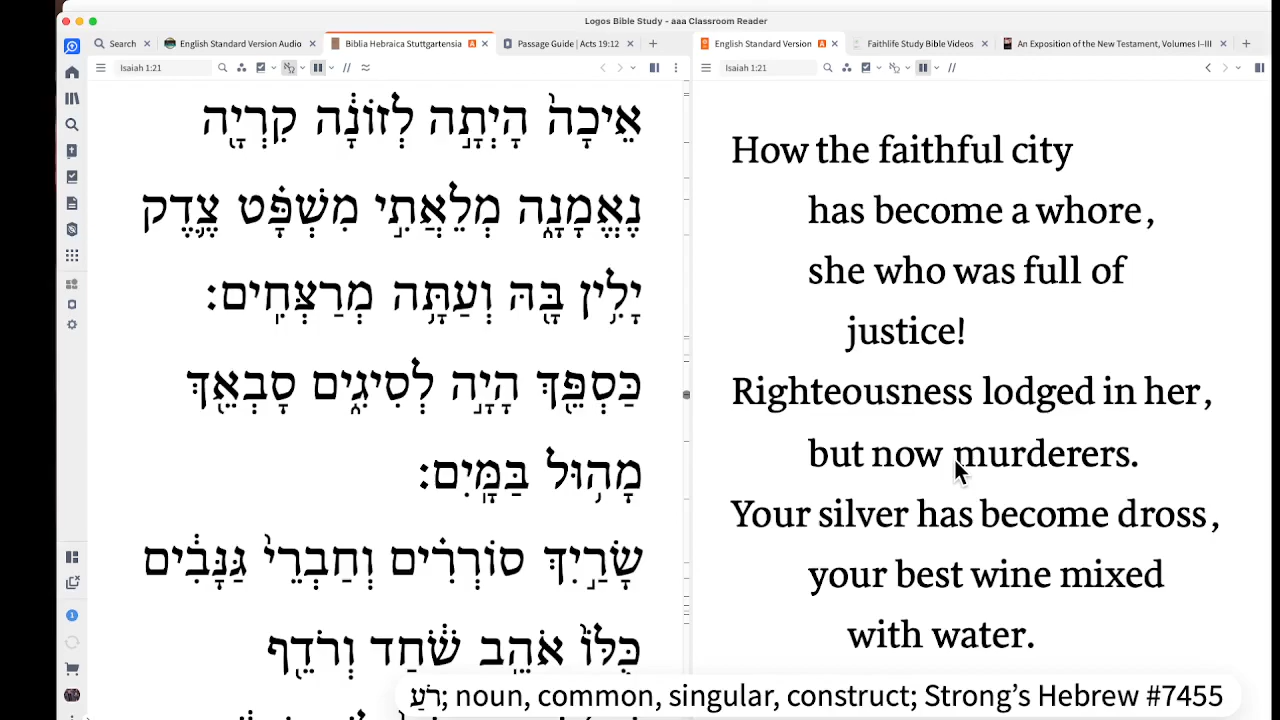 Logos Bible Study - aaa Classroom Reader
Search
English Standard Version Audio
Biblia Hebraica Stuttgartensia A
Passage Guide | Acts 19:12
English Standard Version A
Faithlife Study Bible Videos
An Exposition of the New Testament, Volumes I–III
Isaiah 1:21
Isaiah 1:21
אֵיכָה֙ הָיְתָ֣ה לְזוֹנָ֔ה קִרְיָ֖ה
נֶאֱמָנָ֑ה מְלֵאֲתִ֣י מִשְׁפָּ֗ט צֶ֛דֶק
יָלִ֥ין בָּ֖הּ וְעַתָּ֥ה מְרַצְּחִֽים׃
כַּסְפֵּ֖ךְ הָיָ֣ה לְסִיגִ֑ים סָבְאֵ֖ךְ
מָה֥וּל בַּמָּֽיִם׃
שָׂרַ֣יִךְ סוֹרְרִ֗ים וְחַבְרֵי֙ גַּנָּבִ֔ים
כֻּלּוֹ֙ אֹהֵ֣ב שֹׁ֔חַד וְרֹדֵ֖ף
How the faithful city
has become a whore,
she who was full of
justice!
Righteousness lodged in her,
but now murderers.
Your silver has become dross,
your best wine mixed
with water.
רֹעַ; noun, common, singular, construct; Strong’s Hebrew #7455